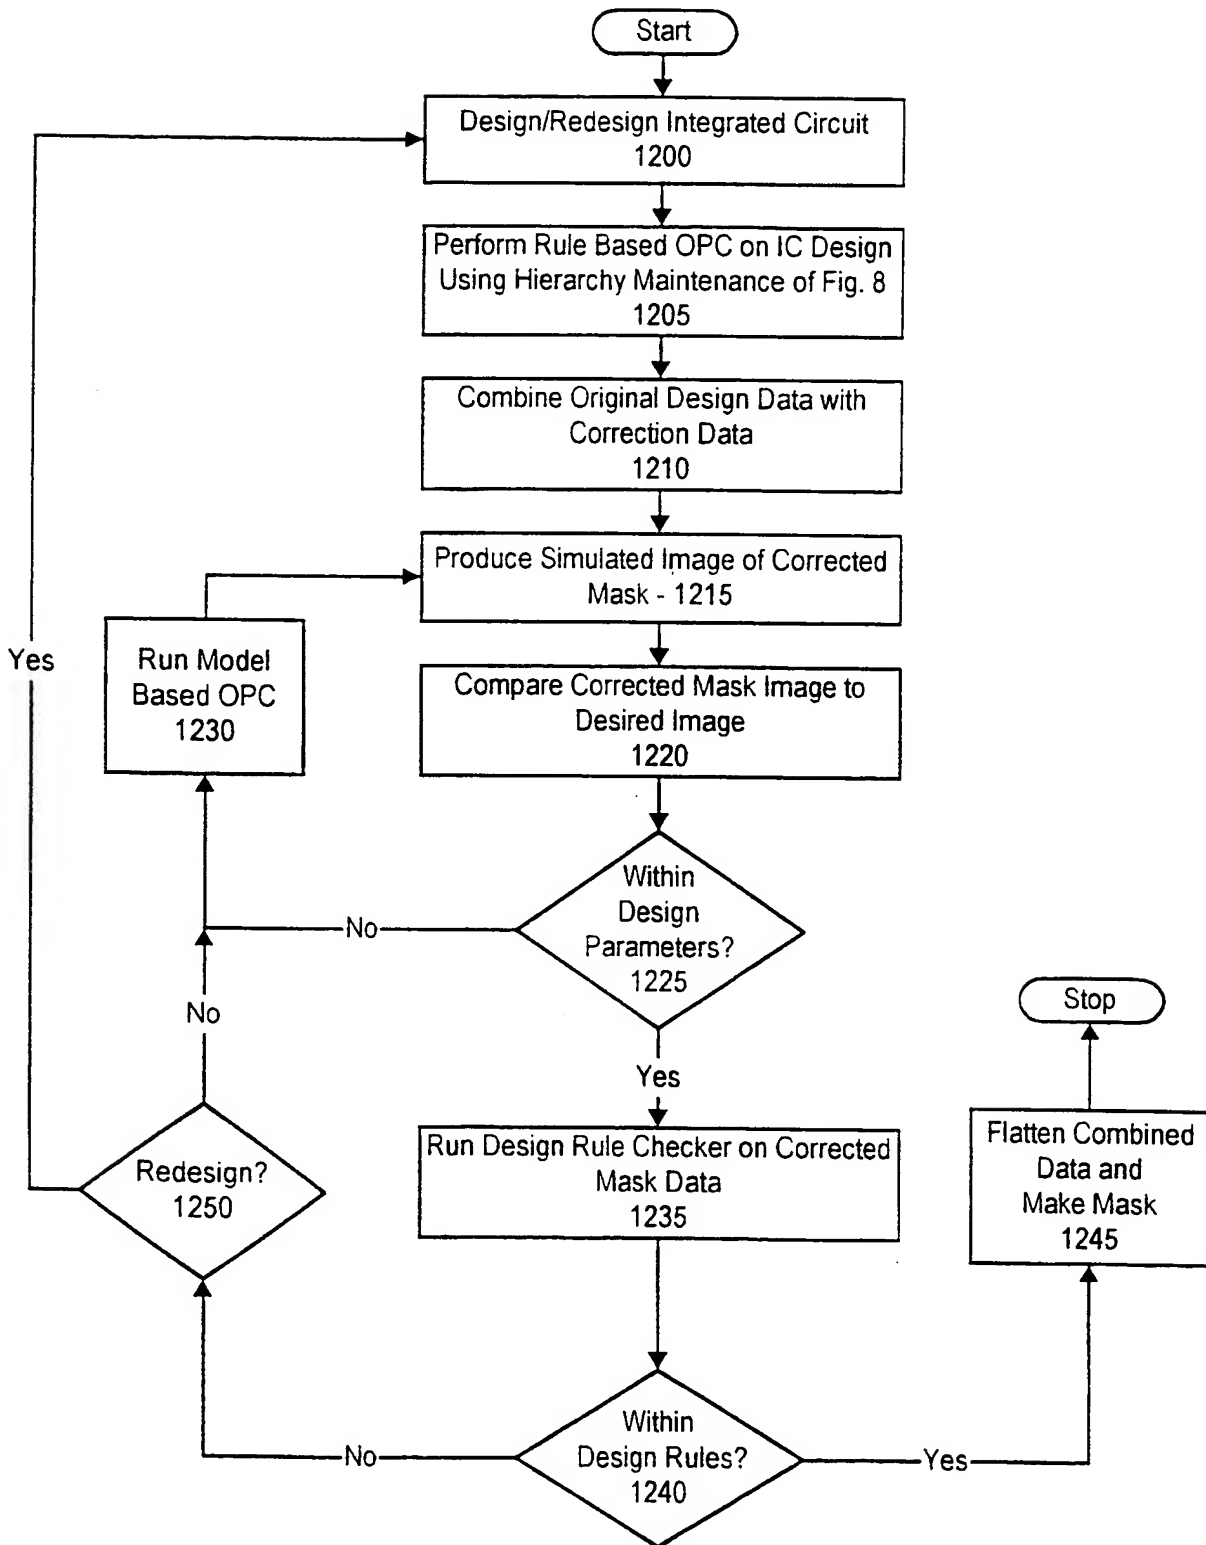 Start
Design/Redesign Integrated Circuit
1200
Perform Rule Based OPC on IC Design
Using Hierarchy Maintenance of Fig. 8
1205
Combine Original Design Data with
Correction Data
1210
Produce Simulated Image of Corrected
Mask - 1215
Yes
Run Model
Based OPC
1230
Compare Corrected Mask Image to
Desired Image
1220
Within
Design
Parameters?
1225
No
No
Yes
Stop
Redesign?
1250
Run Design Rule Checker on Corrected
Mask Data
1235
Flatten Combined
Data and
Make Mask
1245
Within
Design Rules?
1240
No
Yes